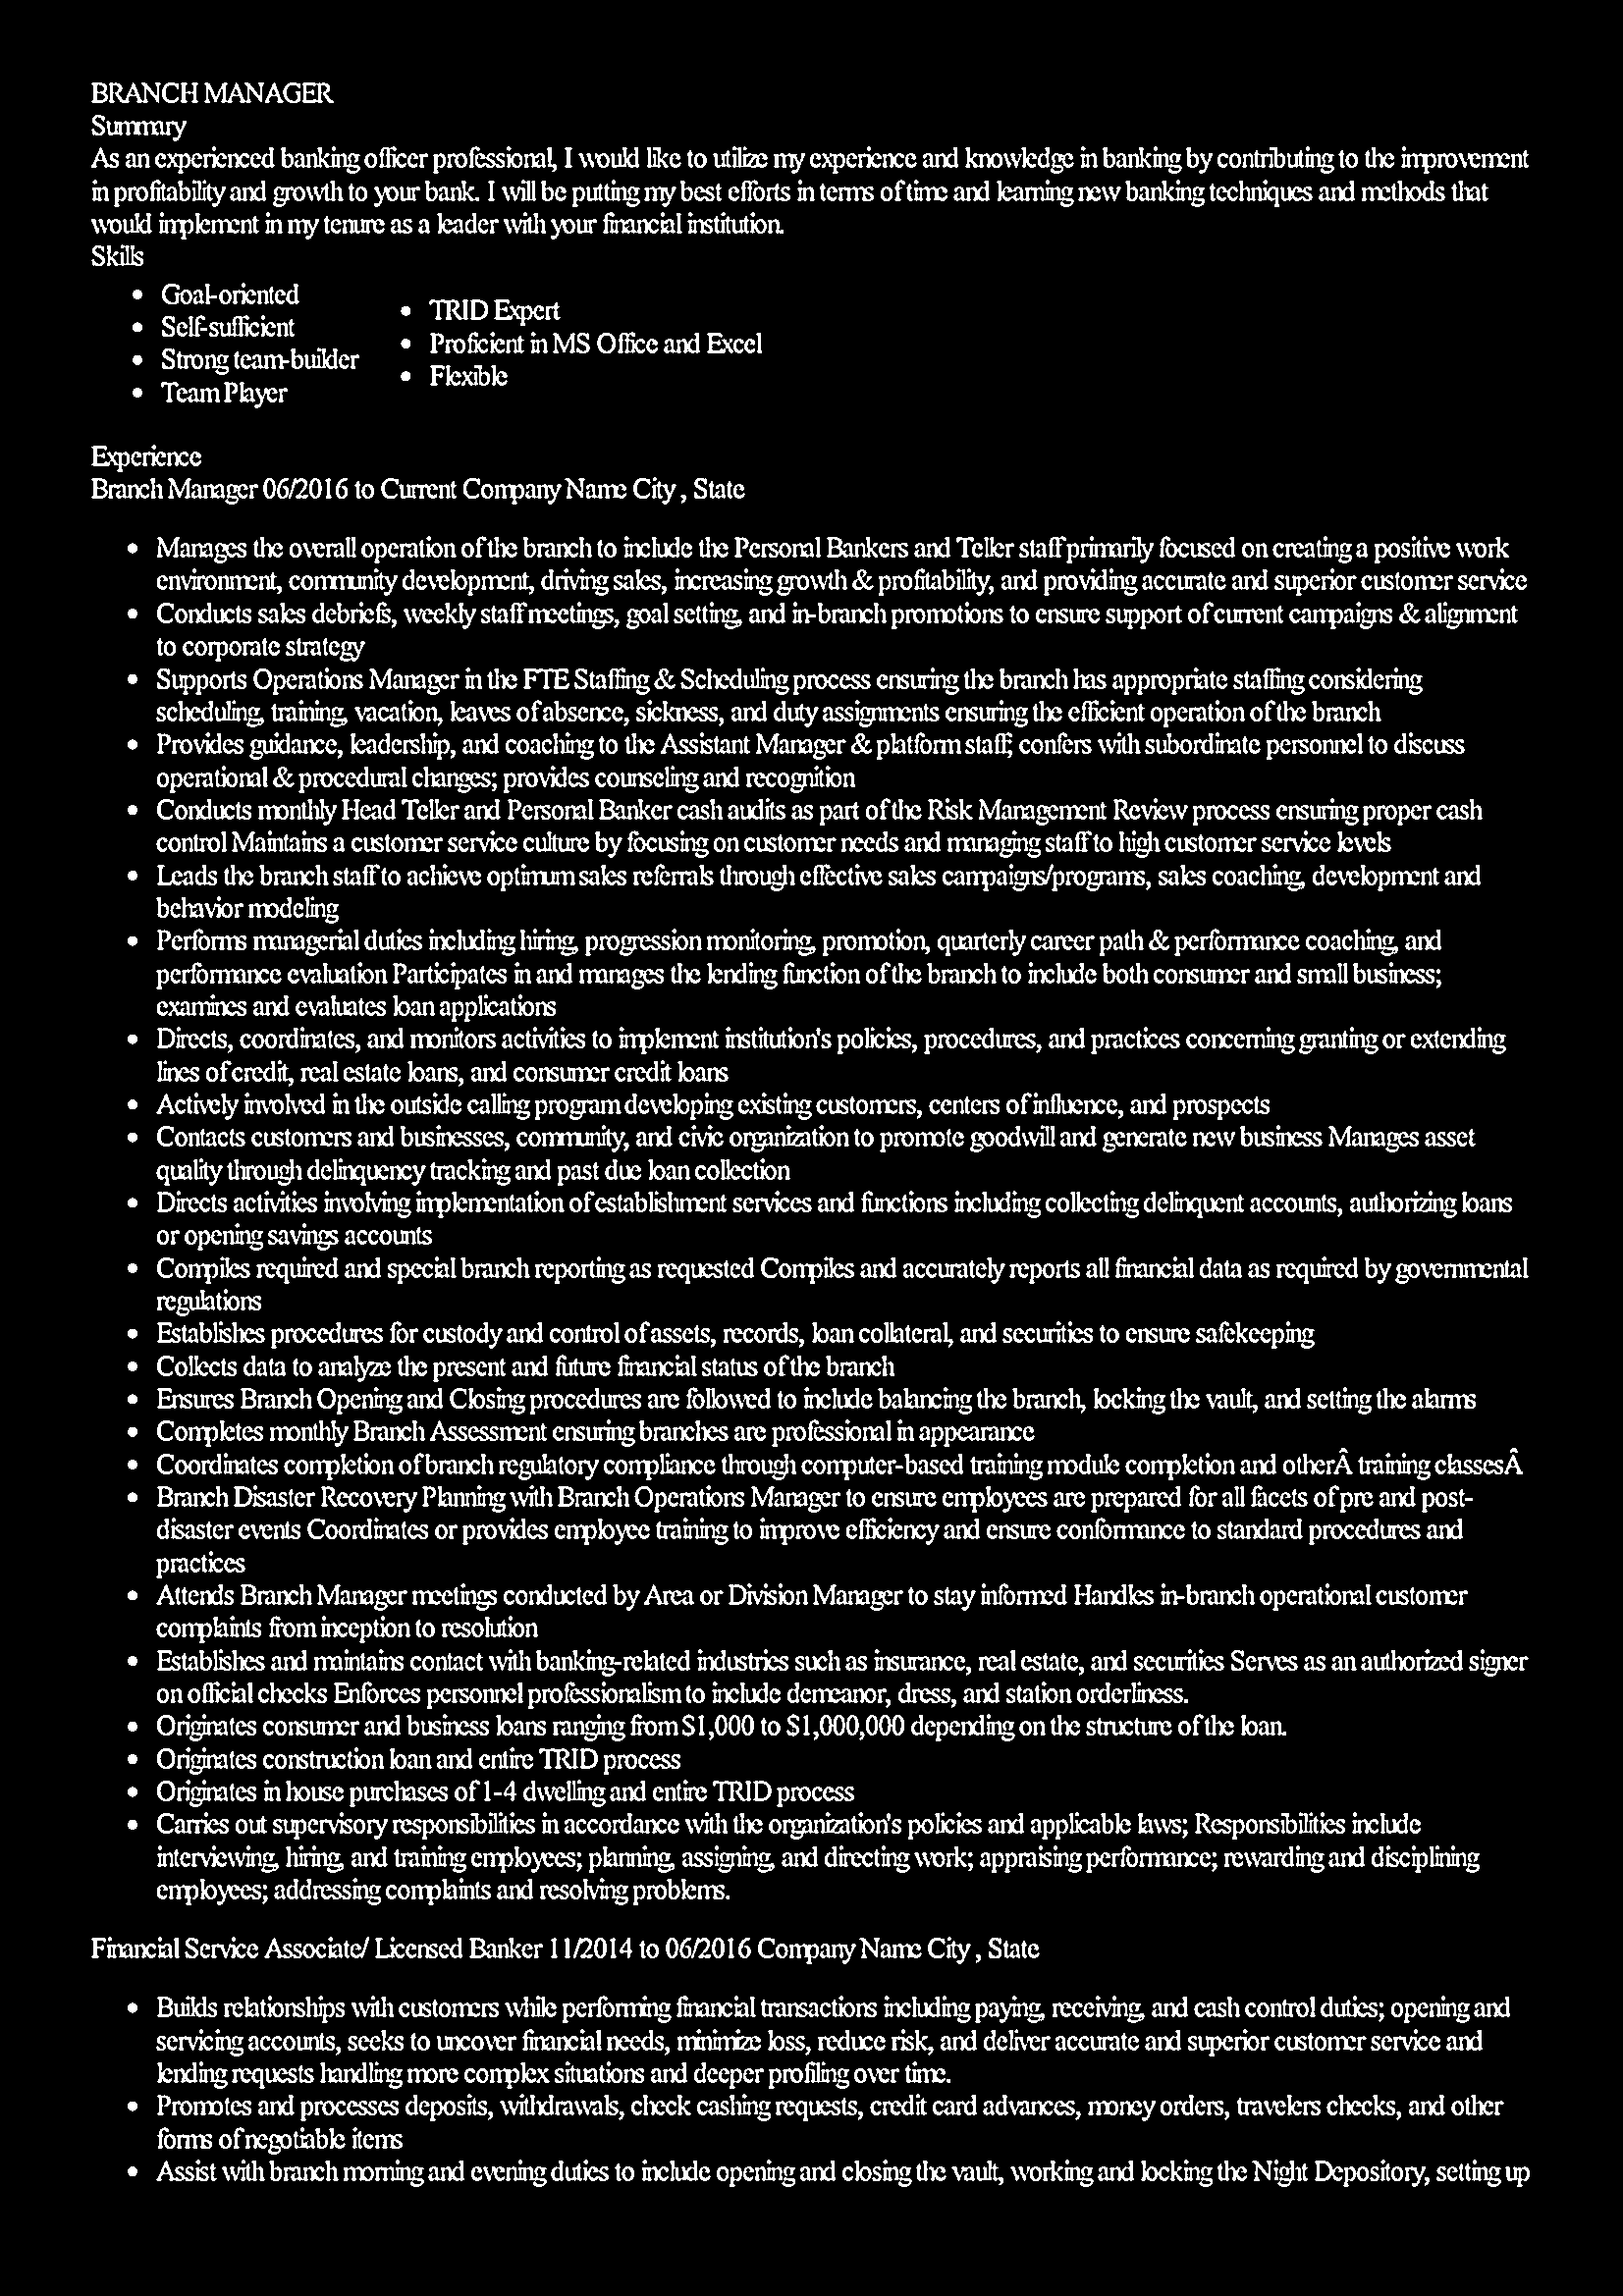 BRANCH MANAGER
Summary
As an experienced banking officer professional, I would like to utilize my experience and knowledge in banking by contributing to the improvement
in profitability and growth to your bank. I will be putting my best efforts in terms of time and learning new banking techniques and methods that
would implement in my tenure as a leader with your financial institution.
Skills
• Goal-oriented
• Self-sufficient
• Strong team-builder
• Team Player
• TRID Expert
• Proficient in MS Office and Excel
• Flexible
Experience
Branch Manager 06/2016 to Current Company Name City , State
• Manages the overall operation of the branch to include the Personal Bankers and Teller staff primarily focused on creating a positive work
environment, community development, driving sales, increasing growth & profitability, and providing accurate and superior customer service
• Conducts sales debriefs, weekly staff meetings, goal setting, and in-branch promotions to ensure support of current campaigns & alignment
to corporate strategy
• Supports Operations Manager in the FTE Staffing & Scheduling process ensuring the branch has appropriate staffing considering
scheduling, training, vacation, leaves of absence, sickness, and duty assignments ensuring the efficient operation of the branch
• Provides guidance, leadership, and coaching to the Assistant Manager & platform staff; confers with subordinate personnel to discuss
operational & procedural changes; provides counseling and recognition
• Conducts monthly Head Teller and Personal Banker cash audits as part of the Risk Management Review process ensuring proper cash
control Maintains a customer service culture by focusing on customer needs and managing staff to high customer service levels
• Leads the branch staff to achieve optimum sales referrals through effective sales campaigns/programs, sales coaching, development and
behavior modeling
• Performs managerial duties including hiring, progression monitoring, promotion, quarterly career path & performance coaching, and
performance evaluation Participates in and manages the lending function of the branch to include both consumer and small business;
examines and evaluates loan applications
• Directs, coordinates, and monitors activities to implement institution's policies, procedures, and practices concerning granting or extending
lines of credit, real estate loans, and consumer credit loans
• Actively involved in the outside calling program developing existing customers, centers of influence, and prospects
• Contacts customers and businesses, community, and civic organization to promote goodwill and generate new business Manages asset
quality through delinquency tracking and past due loan collection
• Directs activities involving implementation of establishment services and functions including collecting delinquent accounts, authorizing loans
or opening savings accounts
• Compiles required and special branch reporting as requested Compiles and accurately reports all financial data as required by governmental
regulations
• Establishes procedures for custody and control of assets, records, loan collateral, and securities to ensure safekeeping
• Collects data to analyze the present and future financial status of the branch
• Ensures Branch Opening and Closing procedures are followed to include balancing the branch, locking the vault, and setting the alarms
• Completes monthly Branch Assessment ensuring branches are professional in appearance
• Coordinates completion of branch regulatory compliance through computer-based training module completion and otherÂ training classesÂ
• Branch Disaster Recovery Planning with Branch Operations Manager to ensure employees are prepared for all facets of pre and post-
disaster events Coordinates or provides employee training to improve efficiency and ensure conformance to standard procedures and
practices
• Attends Branch Manager meetings conducted by Area or Division Manager to stay informed Handles in-branch operational customer
complaints from inception to resolution
• Establishes and maintains contact with banking-related industries such as insurance, real estate, and securities Serves as an authorized signer
on official checks Enforces personnel professionalism to include demeanor, dress, and station orderliness.
• Originates consumer and business loans ranging from $1,000 to $1,000,000 depending on the structure of the loan.
• Originates construction loan and entire TRID process
• Originates in house purchases of 1-4 dwelling and entire TRID process
• Carries out supervisory responsibilities in accordance with the organization's policies and applicable laws; Responsibilities include
interviewing, hiring, and training employees; planning, assigning, and directing work; appraising performance; rewarding and disciplining
employees; addressing complaints and resolving problems.
Financial Service Associate/ Licensed Banker 11/2014 to 06/2016 Company Name City , State
• Builds relationships with customers while performing financial transactions including paying, receiving, and cash control duties; opening and
servicing accounts, seeks to uncover financial needs, minimize loss, reduce risk, and deliver accurate and superior customer service and
lending requests handling more complex situations and deeper profiling over time.
• Promotes and processes deposits, withdrawals, check cashing requests, credit card advances, money orders, travelers checks, and other
forms of negotiable items
• Assist with branch morning and evening duties to include opening and closing the vault, working and locking the Night Depository, setting up